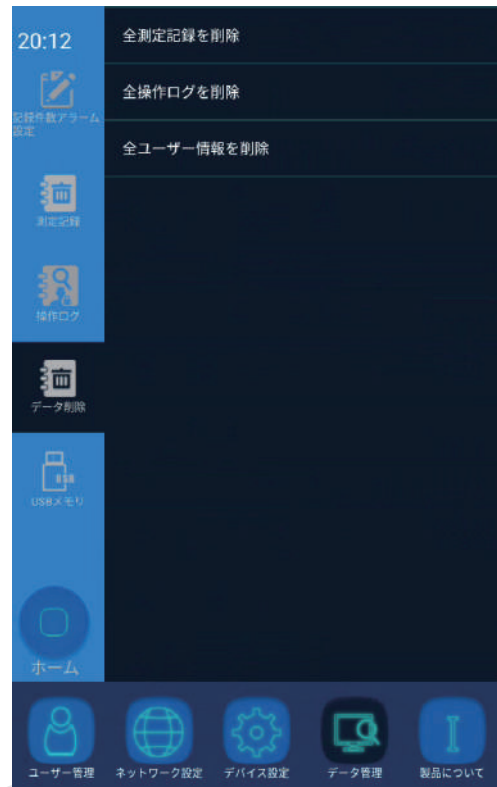 20:12
記録件数アラーム
設定
測定記録
操作ログ
データ削除
USB
USBメモリ
ホーム
全測定記録を削除
全操作ログを削除
全ユーザー情報を削除
ユーザー管理
ネットワーク設定
デバイス設定
データ管理
製品について